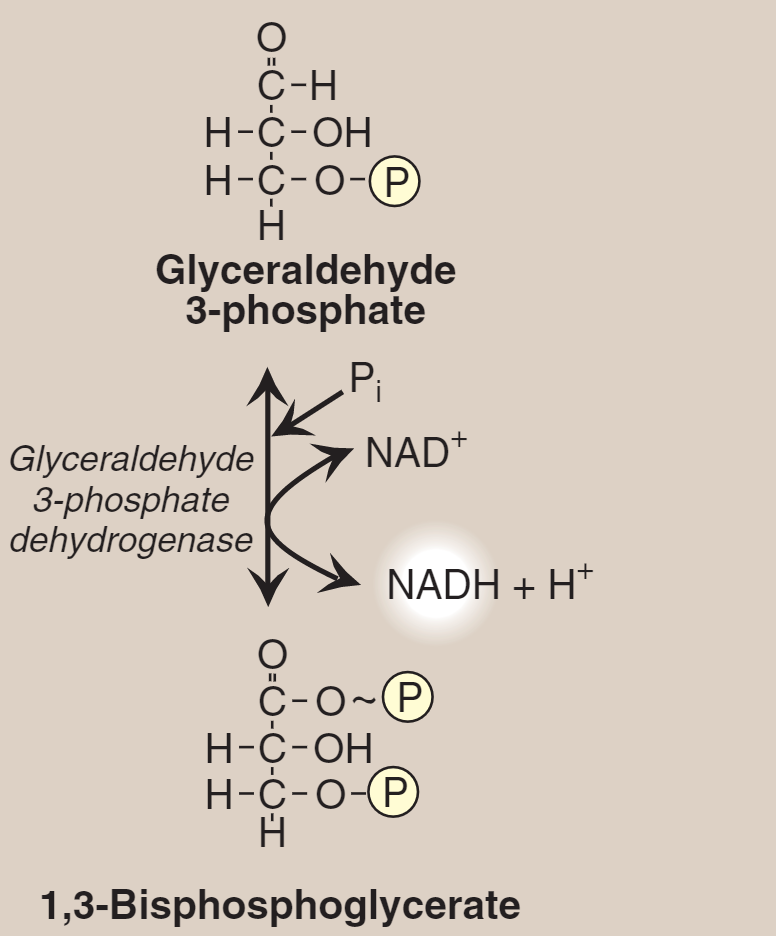 O
C-H
H-C-OH
H-C-O-P
H
Glyceraldehyde
3-phosphate
Pi
NAD+
Glyceraldehyde
3-phosphate
dehydrogenase
NADH + H+
O
C-O~P
H-C-OH
H-C-O-P
H
1,3-Bisphosphoglycerate